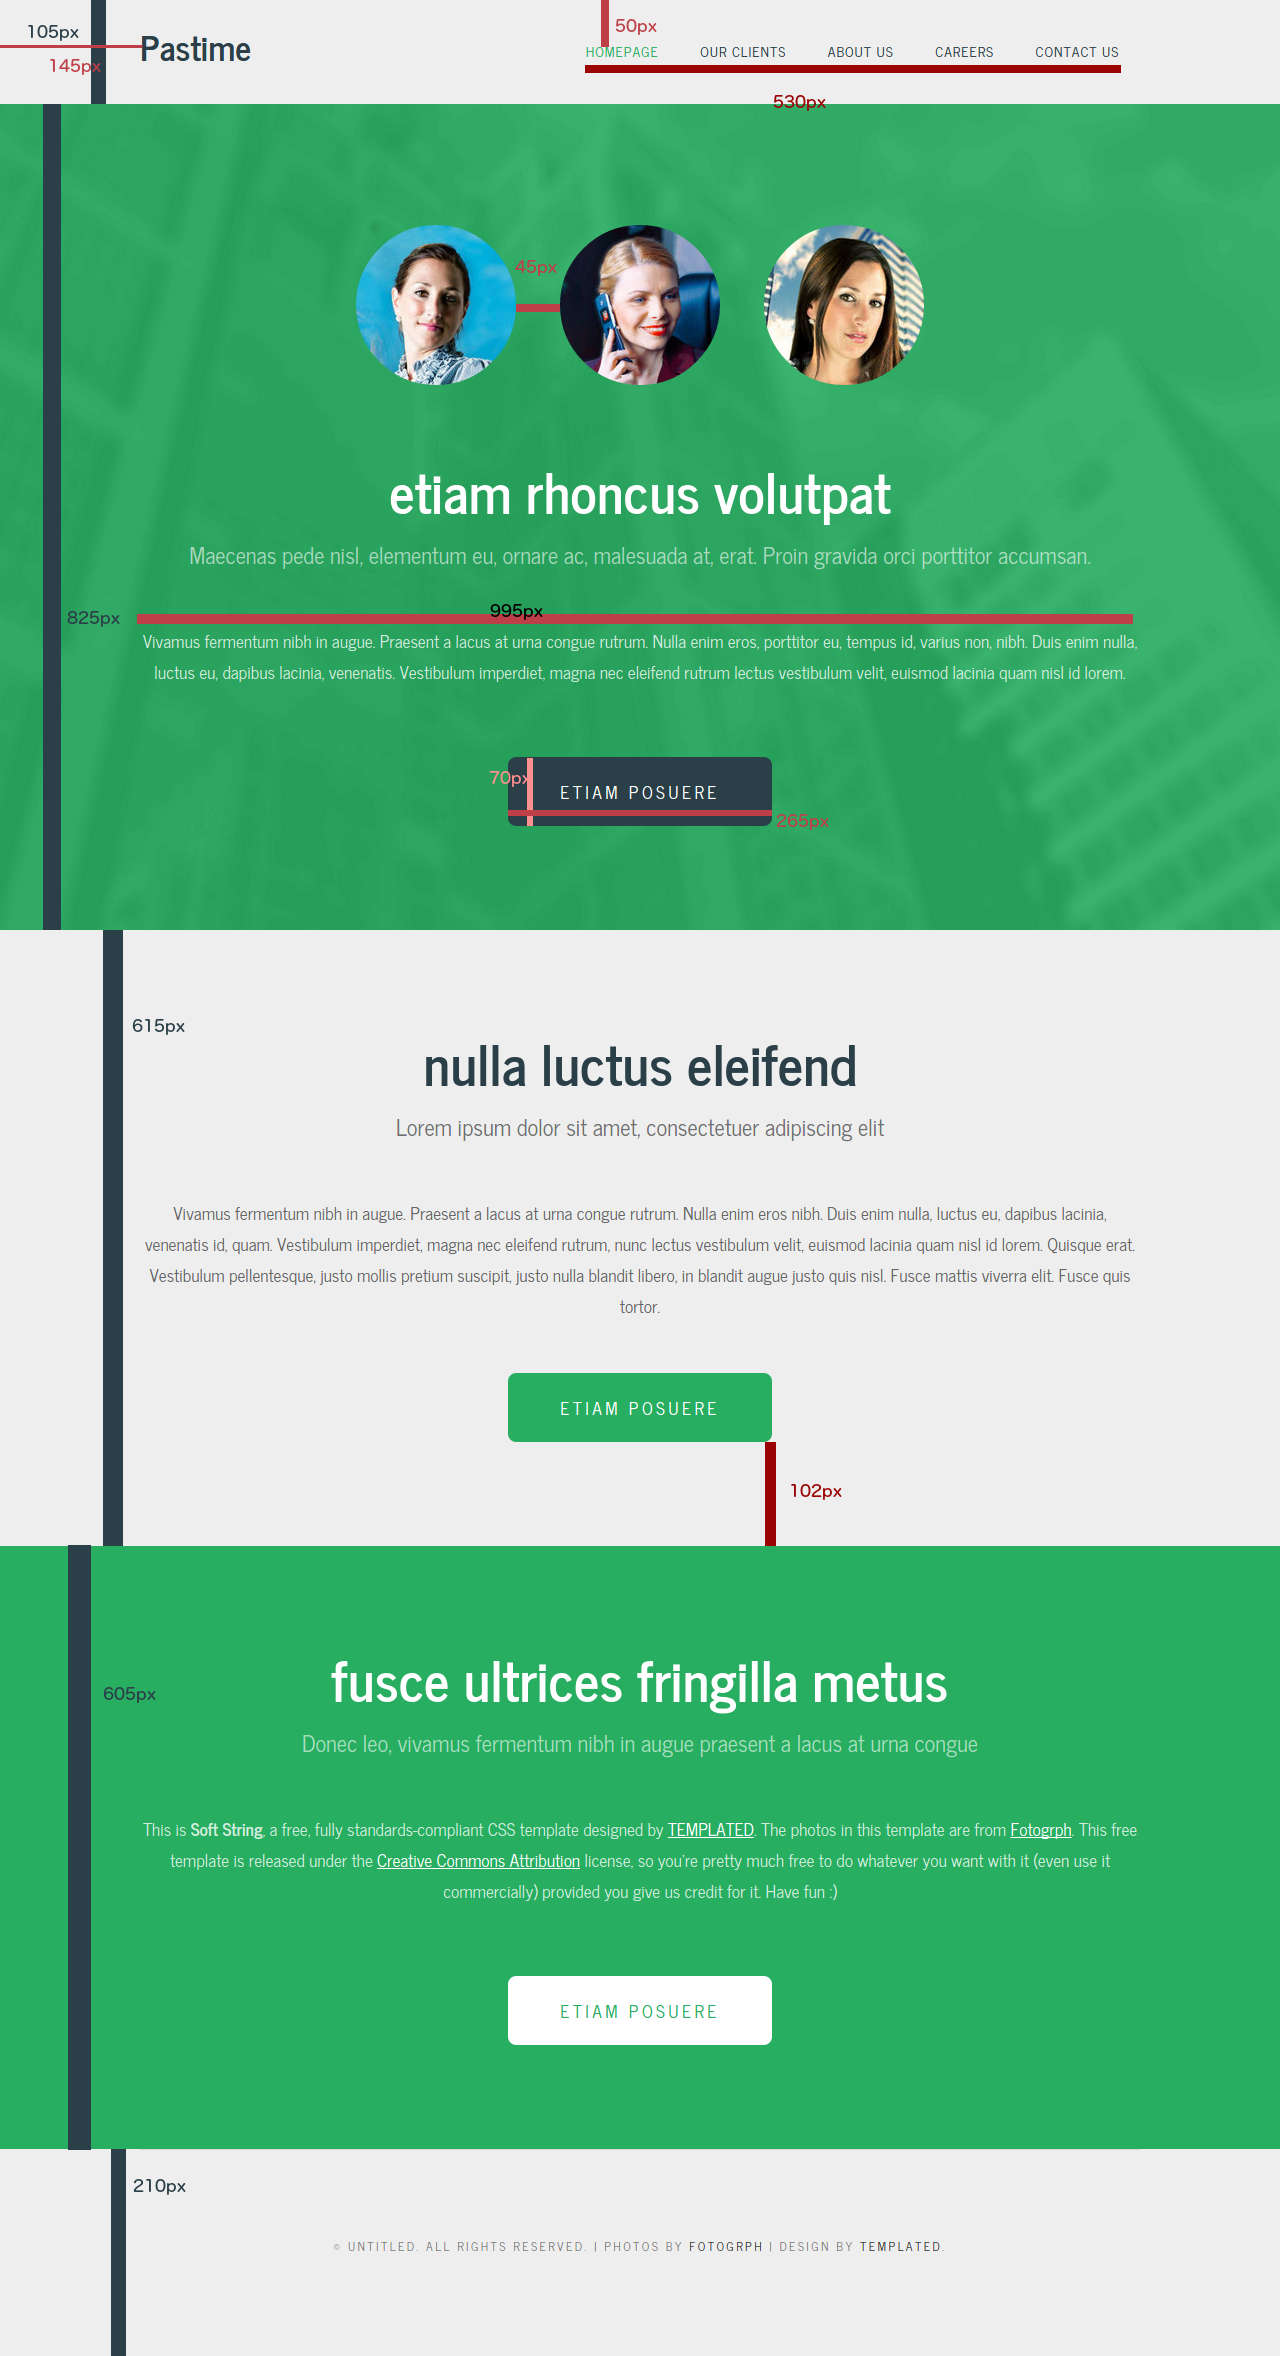 105px
50px
Pastime
HOMEPAGE OUR CLIENTS ABOUT US CAREERS CONTACT US
145px
530px
45px
etiam rhoncus volutpat
Maecenas pede nisl, elementum eu, ornare ac, malesuada at, erat. Proin gravida orci porttitor accumsan.
995px
825px
Vivamus fermentum nibh in augue. Praesent a lacus at urna congue rutrum. Nulla enim eros, porttitor eu, tempus id, varius non, nibh. Duis enim nulla,
luctus eu, dapibus lacinia, venenatis. Vestibulum imperdiet, magna nec eleifend rutrum lectus vestibulum velit, euismod lacinia quam nisl id lorem.
70px
ETIAM POSUERE
265px
615px
nulla luctus eleifend
Lorem ipsum dolor sit amet, consectetuer adipiscing elit
Vivamus fermentum nibh in augue. Praesent a lacus at urna congue rutrum. Nulla enim eros nibh. Duis enim nulla, luctus eu, dapibus lacinia,
venenatis id, quam. Vestibulum imperdiet, magna nec eleifend rutrum, nunc lectus vestibulum velit, euismod lacinia quam nisl id lorem. Quisque erat.
Vestibulum pellentesque, justo mollis pretium suscipit, justo nulla blandit libero, in blandit augue justo quis nisl. Fusce mattis viverra elit. Fusce quis
tortor.
ETIAM POSUERE
102px
fusce ultrices fringilla metus
605px
Donec leo, vivamus fermentum nibh in augue praesent a lacus at urna congue
This is Soft String, a free, fully standards-compliant CSS template designed by TEMPLATED. The photos in this template are from Fotogrph. This free
template is released under the Creative Commons Attribution license, so you're pretty much free to do whatever you want with it (even use it
commercially) provided you give us credit for it. Have fun :)
ETIAM POSUERE
210px
© UNTITLED. ALL RIGHTS RESERVED. | PHOTOS BY FOTOGRPH | DESIGN BY TEMPLATED.